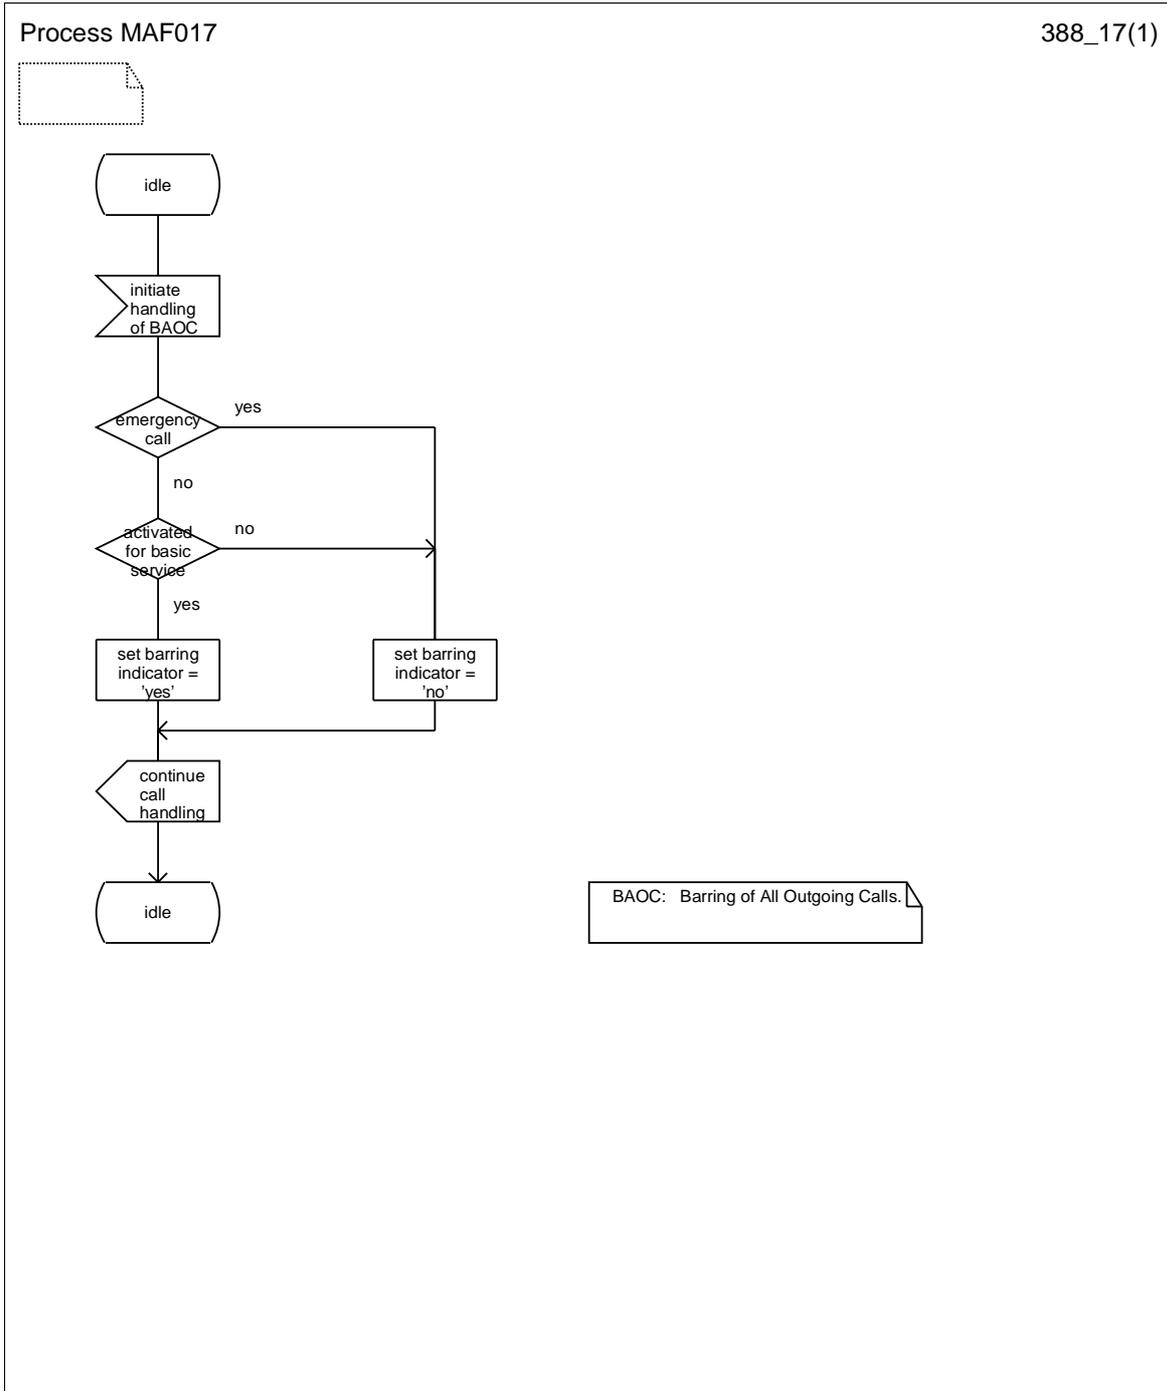 Process MAF017
388_17(1)
idle
initiate
handling
of BAOC
emergency
call
yes
no
activated
for basic
service
no
yes
set barring
indicator =
’yes’
set barring
indicator =
’no’
continue
call
handling
idle
BAOC: Barring of All Outgoing Calls.